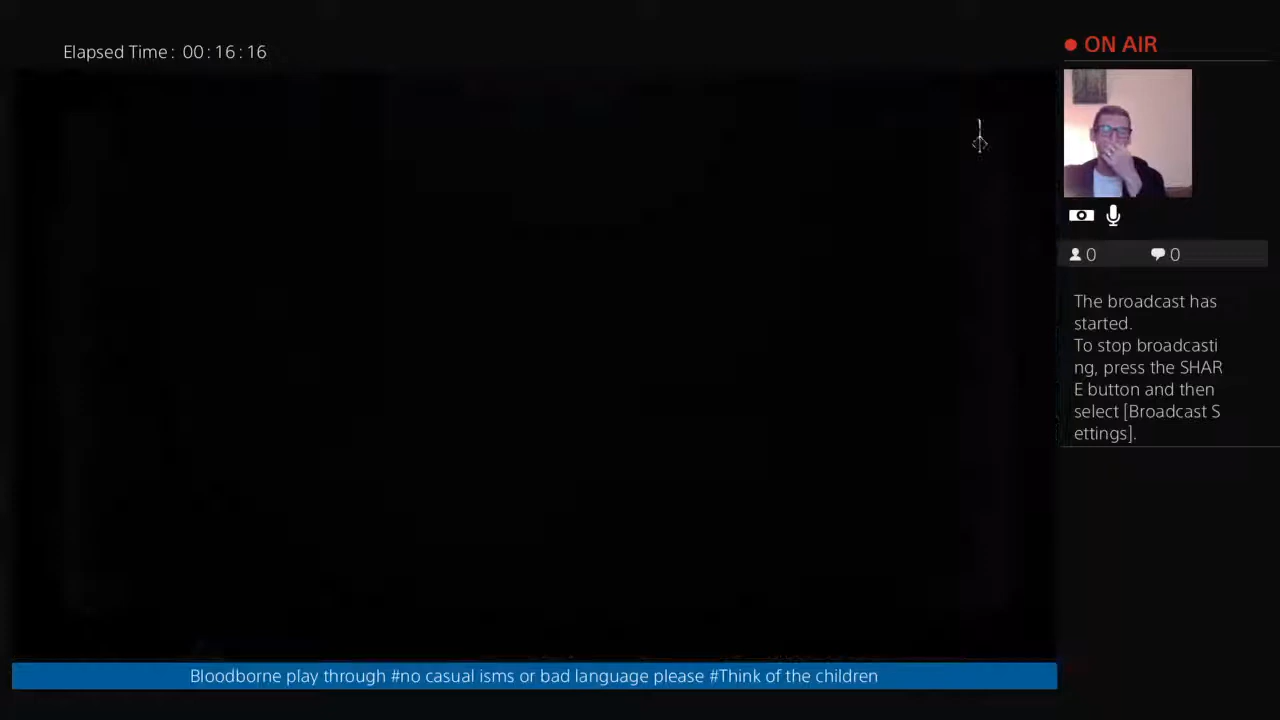 Elapsed Time: 00:16:16
ON AIR
0 0
The broadcast has
started.
To stop broadcasti
ng, press the SHAR
E button and then
select [Broadcast S
ettings].
Bloodborne play through #no casual isms or bad language please #Think of the children